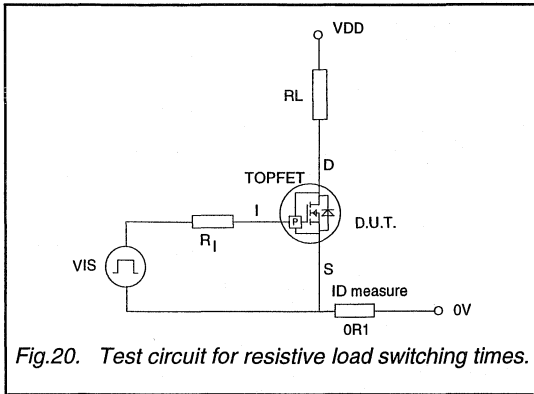 VDD
RL
D
TOPFET
I
P
D.U.T.
RI
VIS
S
ID measure
0V
0R1
Fig.20. Test circuit for resistive load switching times.